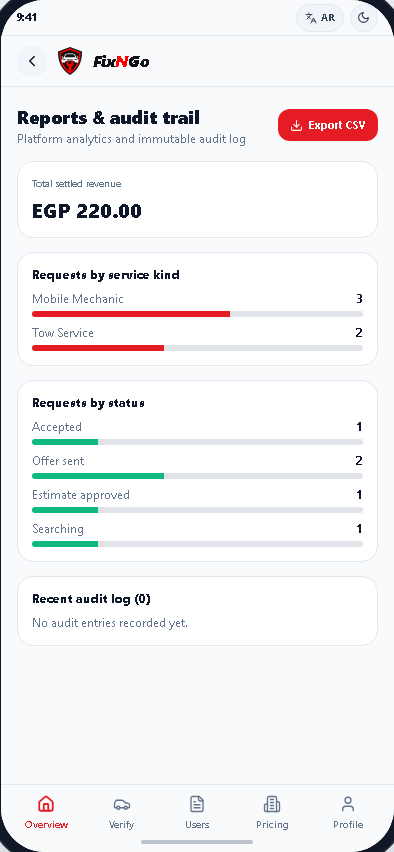 9:41
AR
FixNGo
Reports & audit trail
Platform analytics and immutable audit log
Export CSV
Total settled revenue
EGP 220.00
Requests by service kind
Mobile Mechanic 3
Tow Service 2
Requests by status
Accepted 1
Offer sent 2
Estimate approved 1
Searching 1
Recent audit log (0)
No audit entries recorded yet.
Overview Verify Users Pricing Profile